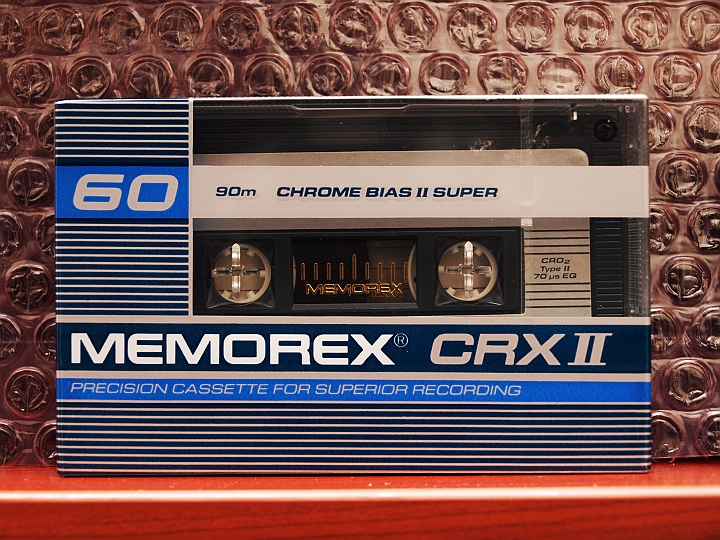 60
90m CHROME BIAS II SUPER
CRO₂
Type II
70 µs EQ
MEMOREX
MEMOREX® CRX II
PRECISION CASSETTE FOR SUPERIOR RECORDING